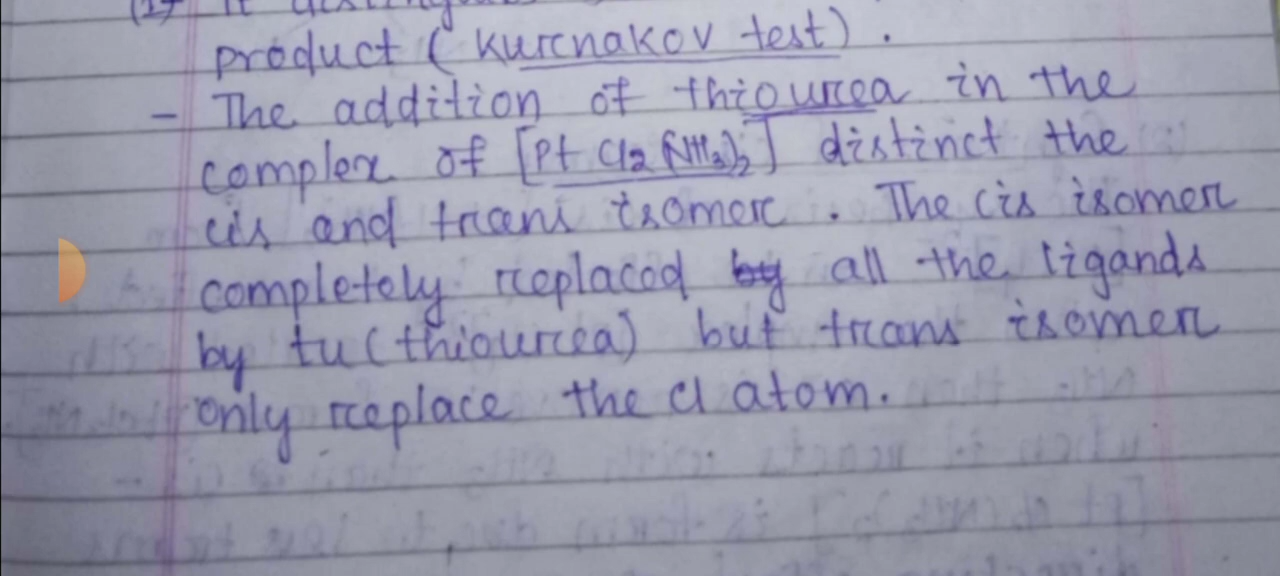 (2) It
product (Kurnakov test).
- The addition of thiourea in the
complex of [Pt Cl2 (NH3)2] distinct the
cis and trans isomer. The cis isomer
completely replaced by all the ligands
by tu (thiourea) but trans isomer
only replace the Cl atom.